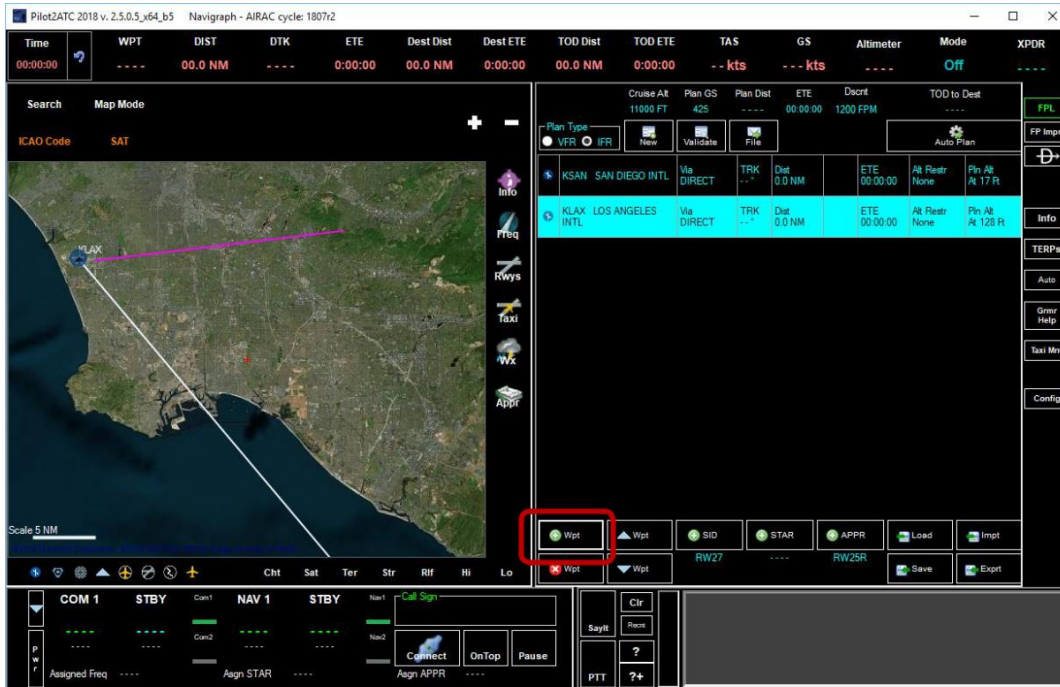 Pilot2ATC 2018 v. 2.5.0.5_x64_b5 Navigraph - AIRAC cycle: 1807r2
Time WPT DIST DTK ETE Dest Dist Dest ETE TOD Dist TOD ETE TAS GS Altimeter Mode XPDR
00:00:00 - - - - 00.0 NM - - - - 0:00:00 00.0 NM 0:00:00 00.0 NM 0:00:00 - - kts - - - kts - - - - Off - - - -
Search Map Mode
ICAO Code SAT
Cruise Alt Plan GS Plan Dist ETE Dscnt TOD to Dest
11000 FT 425 - - - - 00:00:00 1200 FPM - - - -
Plan Type
VFR IFR New Validate File Auto Plan
KSAN SAN DIEGO INTL Via DIRECT TRK - - ° Dist 0.0 NM ETE 00:00:00 Alt Restr None Pln Alt At 17 Ft
KLAX LOS ANGELES INTL Via DIRECT TRK - - ° Dist 0.0 NM ETE 00:00:00 Alt Restr None Pln Alt At 128 Ft
FPL
FP Impr
D
Info
TERPs
Auto
Grmr Help
Taxi Mn
Config
KLAX
Info
Freq
Rwys
Taxi
Wx
Appr
Scale 5 NM
Wpt Wpt SID STAR APPR Load Impt
RW27 - - - - RW25R
Wpt Wpt Save Exprt
Cht Sat Ter Str Rlf Hi Lo
COM 1 STBY Com1 NAV 1 STBY Nav1 Call Sign
- - - - - - - - - - - - - - - -
- - - - - - - - Com2 - - - - - - - - Nav2 Connect OnTop Pause
Pwr
Assigned Freq - - - - Asgn STAR - - - - Asgn APPR - - - -
SayIt Clr
Recnt
?
PTT ?+